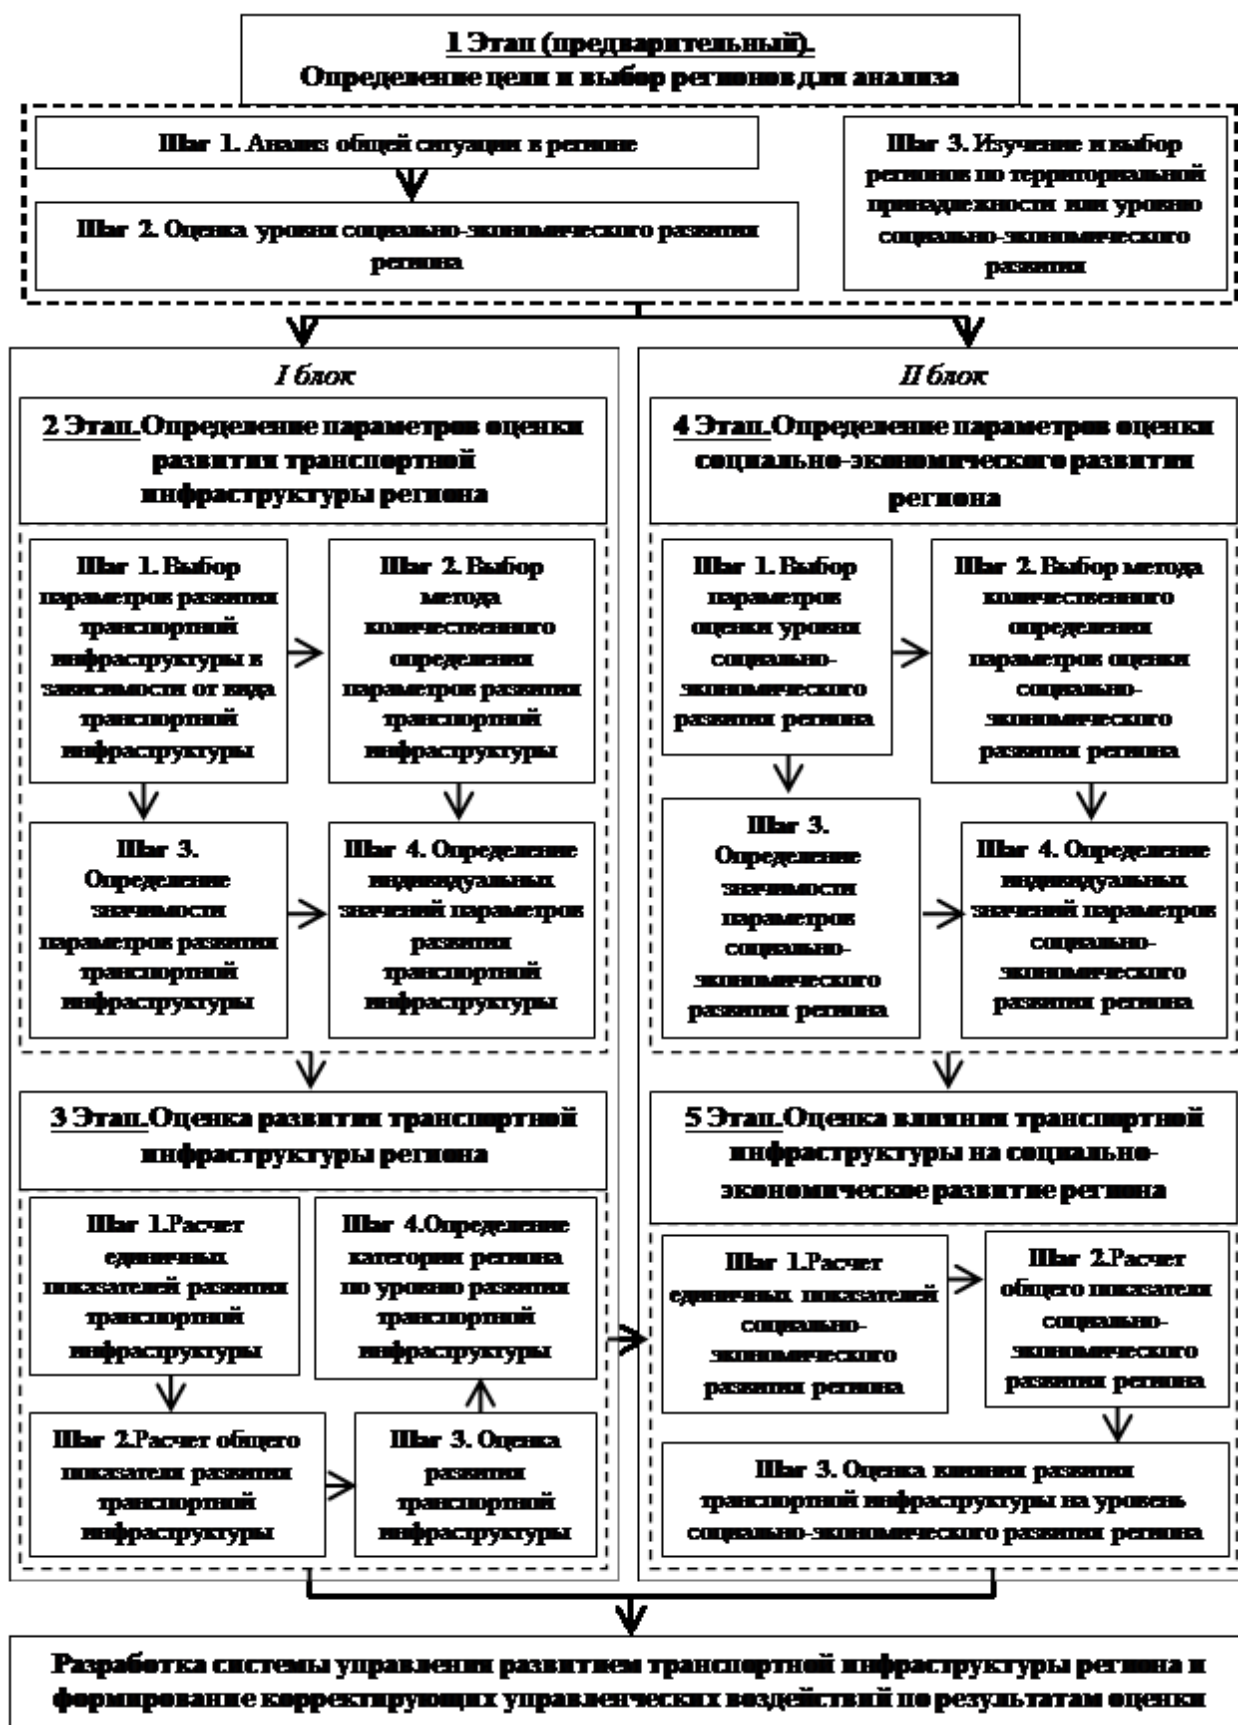 1 Этап (предварительный).
Определение цели и выбор регионов для анализа
Шаг 1. Анализ общей ситуации в регионе
Шаг 2. Оценка уровня социально-экономического развития
региона
Шаг 3. Изучение и выбор
регионов по территориальной
принадлежности или уровню
социально-экономического
развития
I блок
2 Этап.Определение параметров оценки
развития транспортной
инфраструктуры региона
Шаг 1. Выбор
параметров развития
транспортной
инфраструктуры в
зависимости от вида
транспортной
инфраструктуры
Шаг 2. Выбор
метода
количественного
определения
параметров развития
транспортной
инфраструктуры
Шаг 3.
Определение
значимости
параметров развития
транспортной
инфраструктуры
Шаг 4. Определение
индивидуальных
значений параметров
развития
транспортной
инфраструктуры
3 Этап.Оценка развития транспортной
инфраструктуры региона
Шаг 1.Расчет
единичных
показателей развития
транспортной
инфраструктуры
Шаг 4.Определение
категории региона
по уровню развития
транспортной
инфраструктуры
Шаг 2.Расчет общего
показателя развития
транспортной
инфраструктуры
Шаг 3. Оценка
развития
транспортной
инфраструктуры
II блок
4 Этап.Определение параметров оценки
социально-экономического развития
региона
Шаг 1. Выбор
параметров
оценки уровня
социально-
экономического
развития региона
Шаг 2. Выбор метода
количественного
определения
параметров оценки
социально-
экономического
развития региона
Шаг 3.
Определение
значимости
параметров
социально-
экономического
развития региона
Шаг 4. Определение
индивидуальных
значений параметров
социально-
экономического
развития региона
5 Этап.Оценка влияния транспортной
инфраструктуры на социально-
экономическое развитие региона
Шаг 1.Расчет
единичных показателей
социально-
экономического
развития региона
Шаг 2.Расчет
общего показателя
социально-
экономического
развития региона
Шаг 3. Оценка влияния развития
транспортной инфраструктуры на уровень
социально-экономического развития региона
Разработка системы управления развитием транспортной инфраструктуры региона и
формирование корректирующих управленческих воздействий по результатам оценки